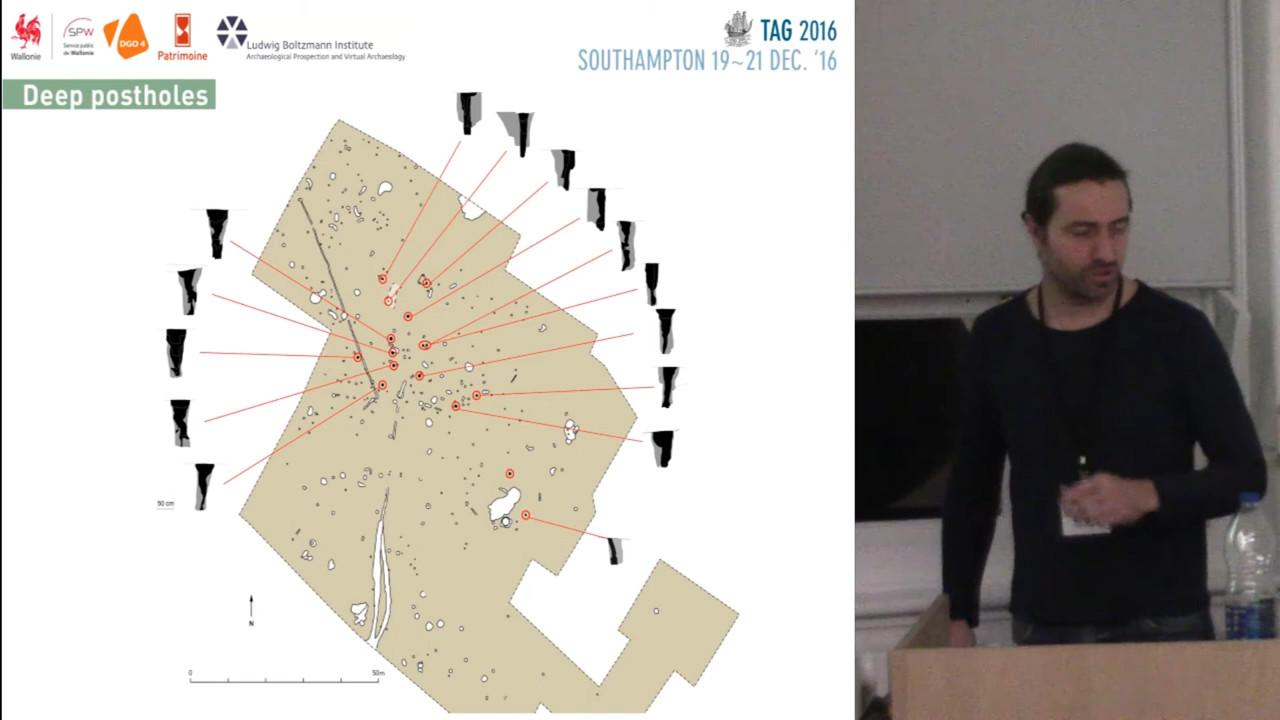 Wallonie
SPW
Service public
de Wallonie
DGO 4
Patrimoine
Ludwig Boltzmann Institute
Archaeological Prospection and Virtual Archaeology
TAG 2016
SOUTHAMPTON 19~21 DEC. '16
Deep postholes
50 cm
N
0
50m